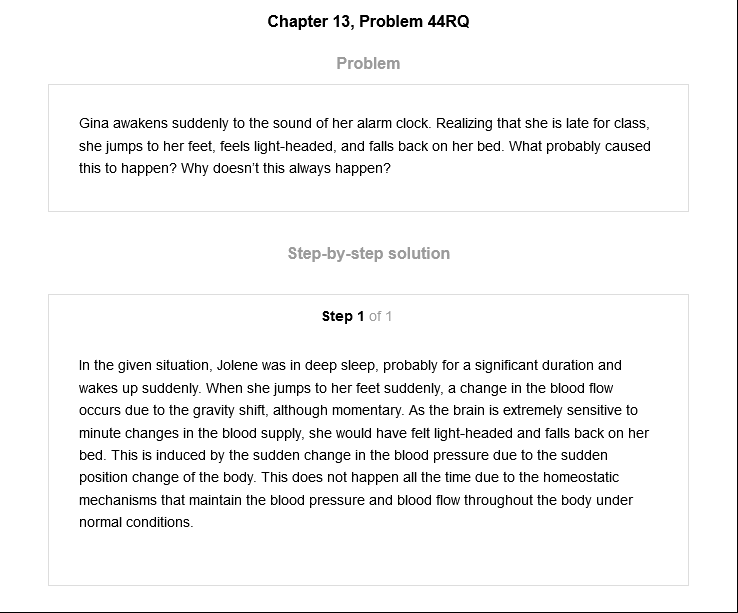 Chapter 13, Problem 44RQ
Problem
Gina awakens suddenly to the sound of her alarm clock. Realizing that she is late for class,
she jumps to her feet, feels light-headed, and falls back on her bed. What probably caused
this to happen? Why doesn't this always happen?
Step-by-step solution
Step 1 of 1
In the given situation, Jolene was in deep sleep, probably for a significant duration and
wakes up suddenly. When she jumps to her feet suddenly, a change in the blood flow
occurs due to the gravity shift, although momentary. As the brain is extremely sensitive to
minute changes in the blood supply, she would have felt light-headed and falls back on her
bed. This is induced by the sudden change in the blood pressure due to the sudden
position change of the body. This does not happen all the time due to the homeostatic
mechanisms that maintain the blood pressure and blood flow throughout the body under
normal conditions.